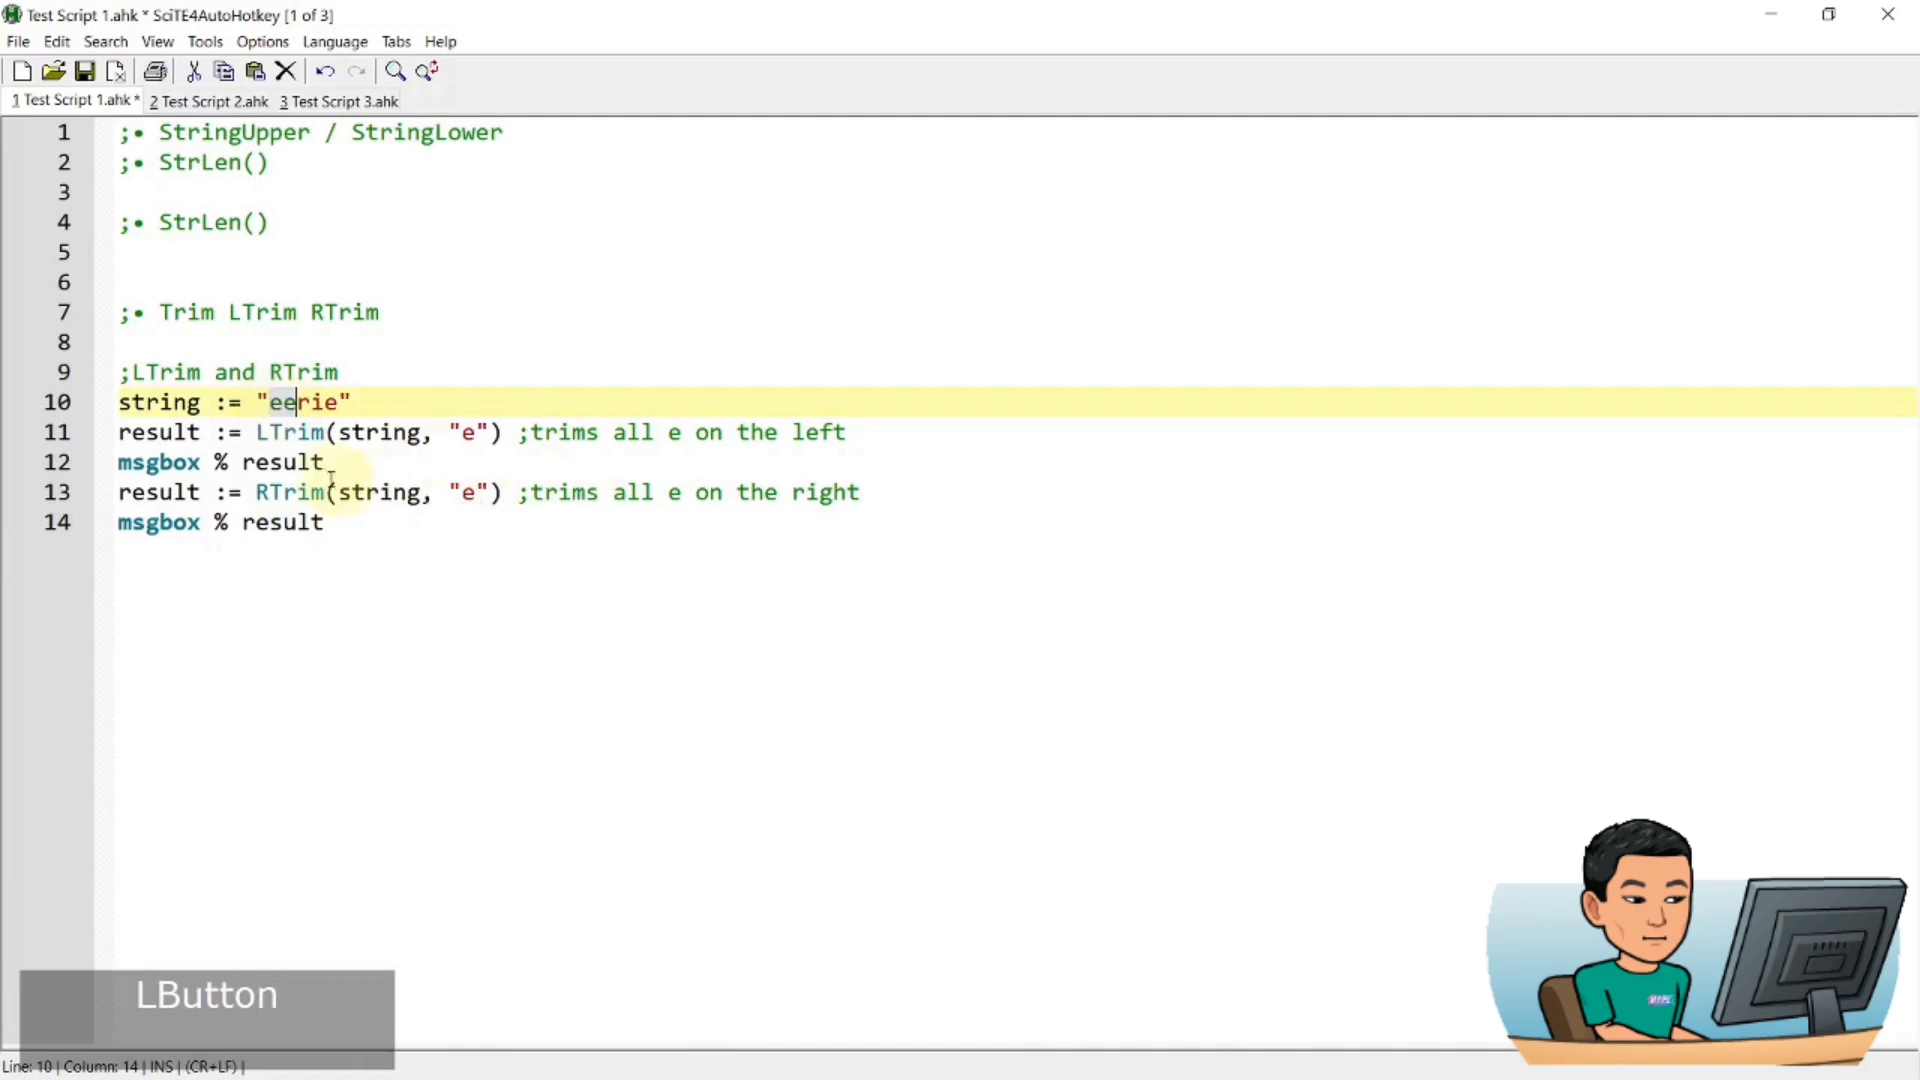 Test Script 1.ahk * SciTE4AutoHotkey [1 of 3]
File Edit Search View Tools Options Language Tabs Help
1 Test Script 1.ahk * 2 Test Script 2.ahk 3 Test Script 3.ahk
1 ;• StringUpper / StringLower
2 ;• StrLen()
3
4 ;• StrLen()
5
6
7 ;• Trim LTrim RTrim
8
9 ;LTrim and RTrim
10 string := "eerie"
11 result := LTrim(string, "e") ;trims all e on the left
12 msgbox % result
13 result := RTrim(string, "e") ;trims all e on the right
14 msgbox % result
LButton
Line: 10 | Column: 14 | INS | (CR+LF) |